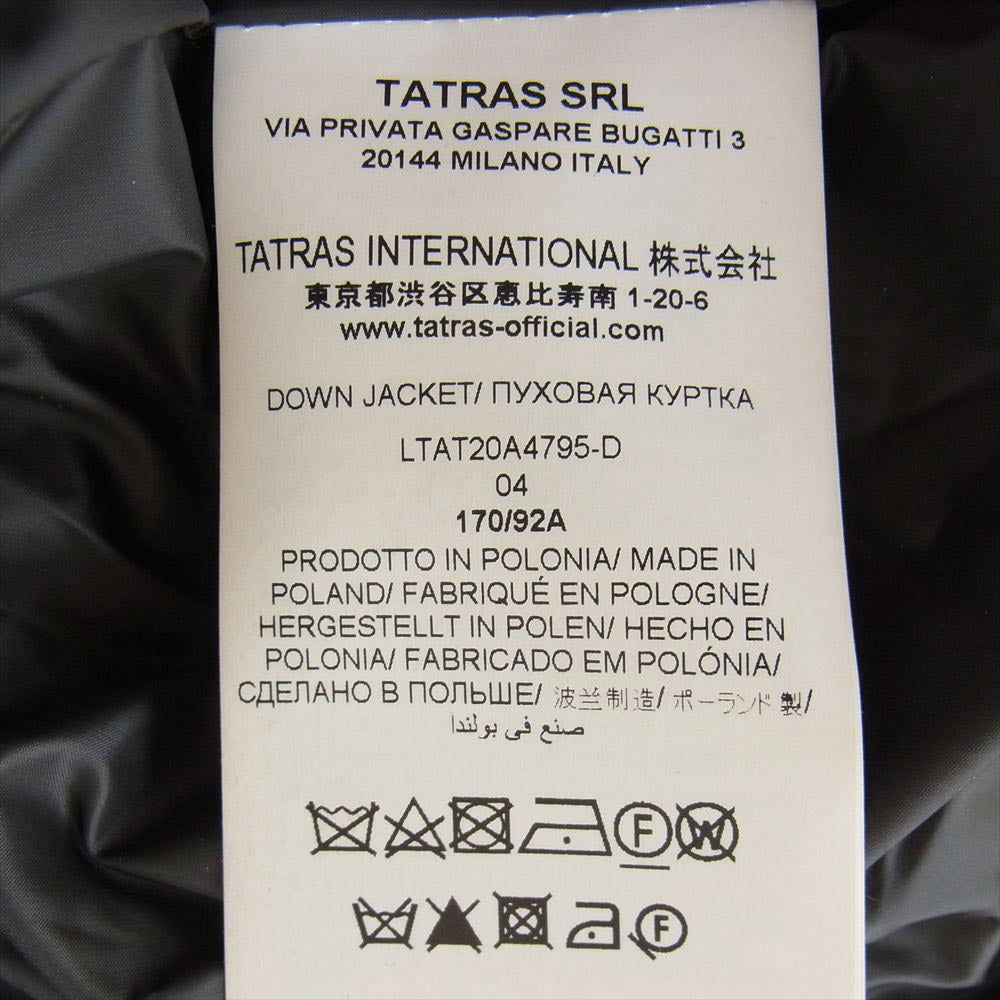 TATRAS SRL
VIA PRIVATA GASPARE BUGATTI 3
20144 MILANO ITALY
TATRAS INTERNATIONAL 株式会社
東京都渋谷区恵比寿南 1-20-6
www.tatras-official.com
DOWN JACKET/ ПУХОВАЯ КУРТКА
LTAT20A4795-D
04
170/92A
PRODOTTO IN POLONIA/ MADE IN
POLAND/ FABRIQUÉ EN POLOGNE/
HERGESTELLT IN POLEN/ HECHO EN
POLONIA/ FABRICADO EM POLÓNIA/
СДЕЛАНО В ПОЛЬШЕ/ 波兰制造/ ポーランド 製/
صنع في بولندا
F W
F